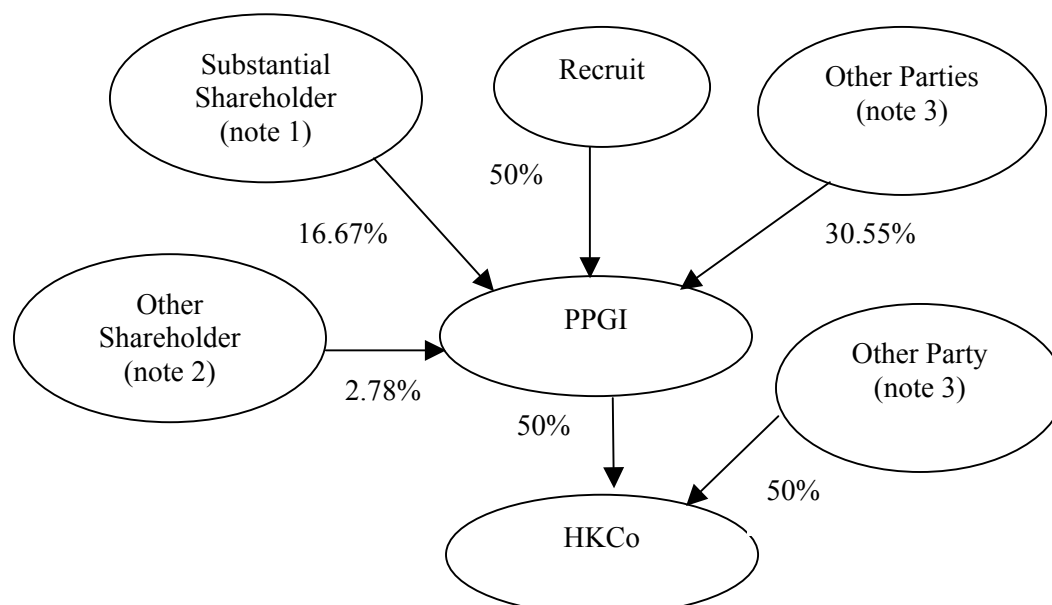 Substantial
Shareholder
(note 1)
Recruit
Other Parties
(note 3)
50%
16.67%
30.55%
Other
Shareholder
(note 2)
PPGI
Other Party
(note 3)
2.78%
50%
50%
HKCo